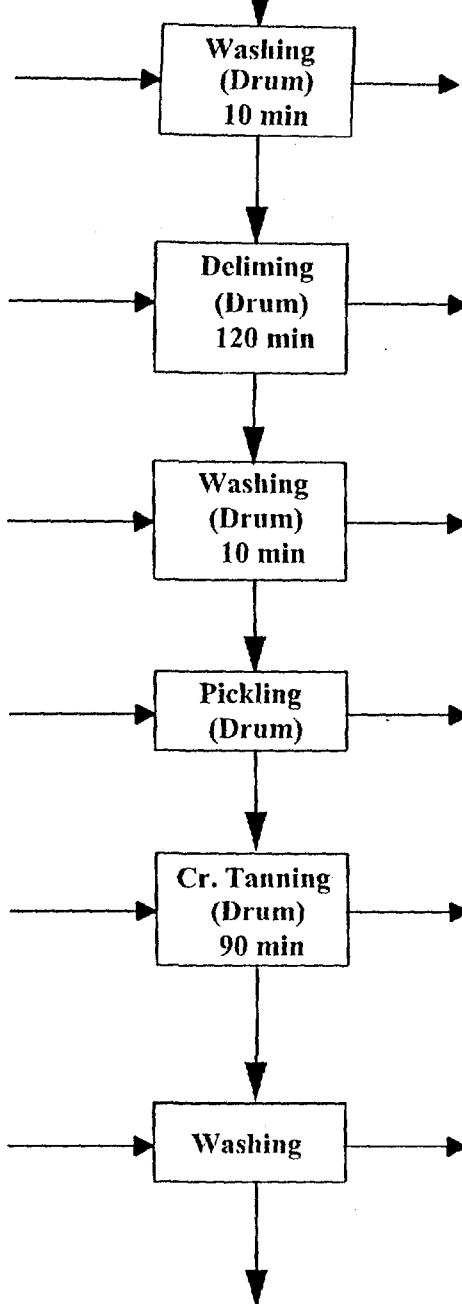 Washing
(Drum)
10 min
Deliming
(Drum)
120 min
Washing
(Drum)
10 min
Pickling
(Drum)
Cr. Tanning
(Drum)
90 min
Washing